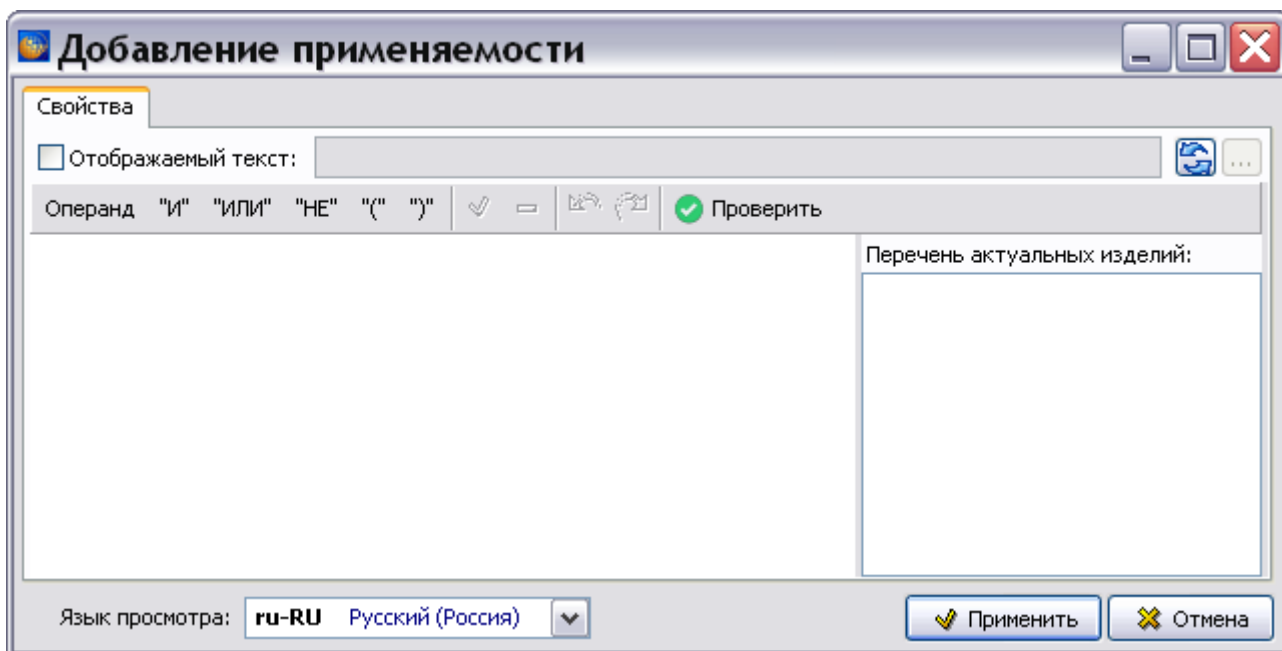 Добавление применяемости
Свойства
Отображаемый текст:
...
Операнд "И" "ИЛИ" "НЕ" "(" ")" Проверить
Перечень актуальных изделий:
Язык просмотра: ru-RU Русский (Россия) Применить Отмена